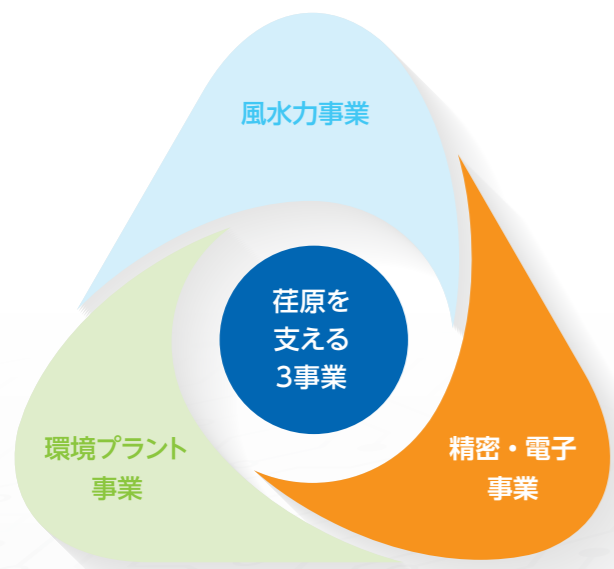 風水力事業
荏原を
支える
3事業
環境プラント
事業
精密・電子
事業